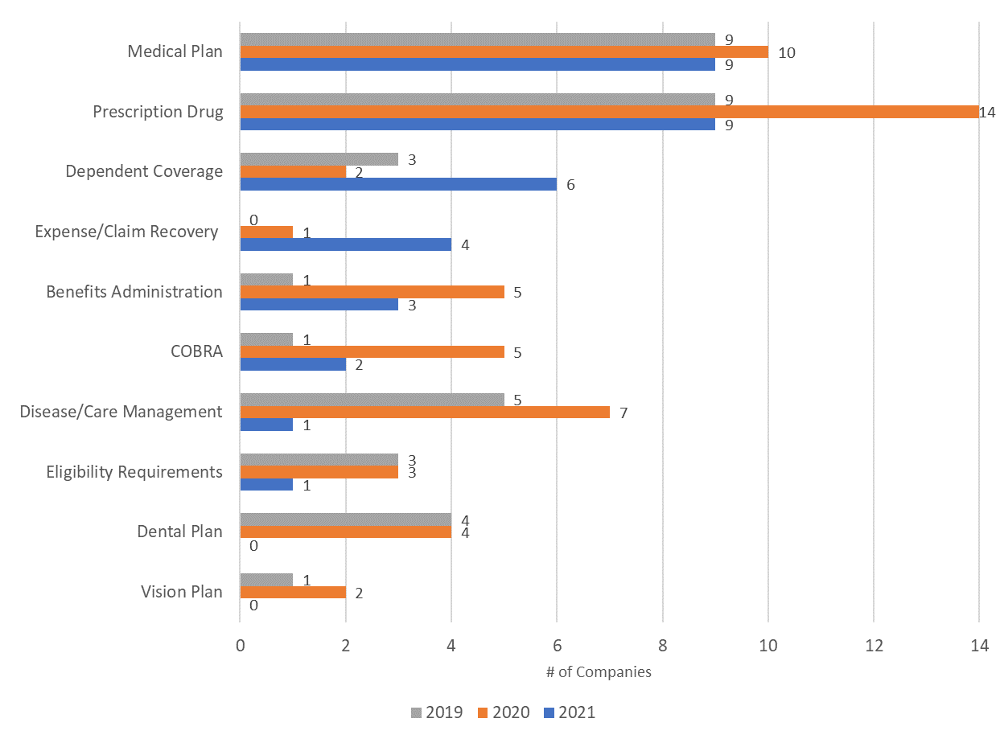 Medical Plan
9
10
9
Prescription Drug
9
14
9
Dependent Coverage
3
2
6
Expense/Claim Recovery
0
1
4
Benefits Administration
1
5
3
COBRA
1
5
2
Disease/Care Management
5
7
1
Eligibility Requirements
3
3
1
Dental Plan
4
4
0
Vision Plan
1
2
0
0 2 4 6 8 10 12 14
# of Companies
2019 2020 2021